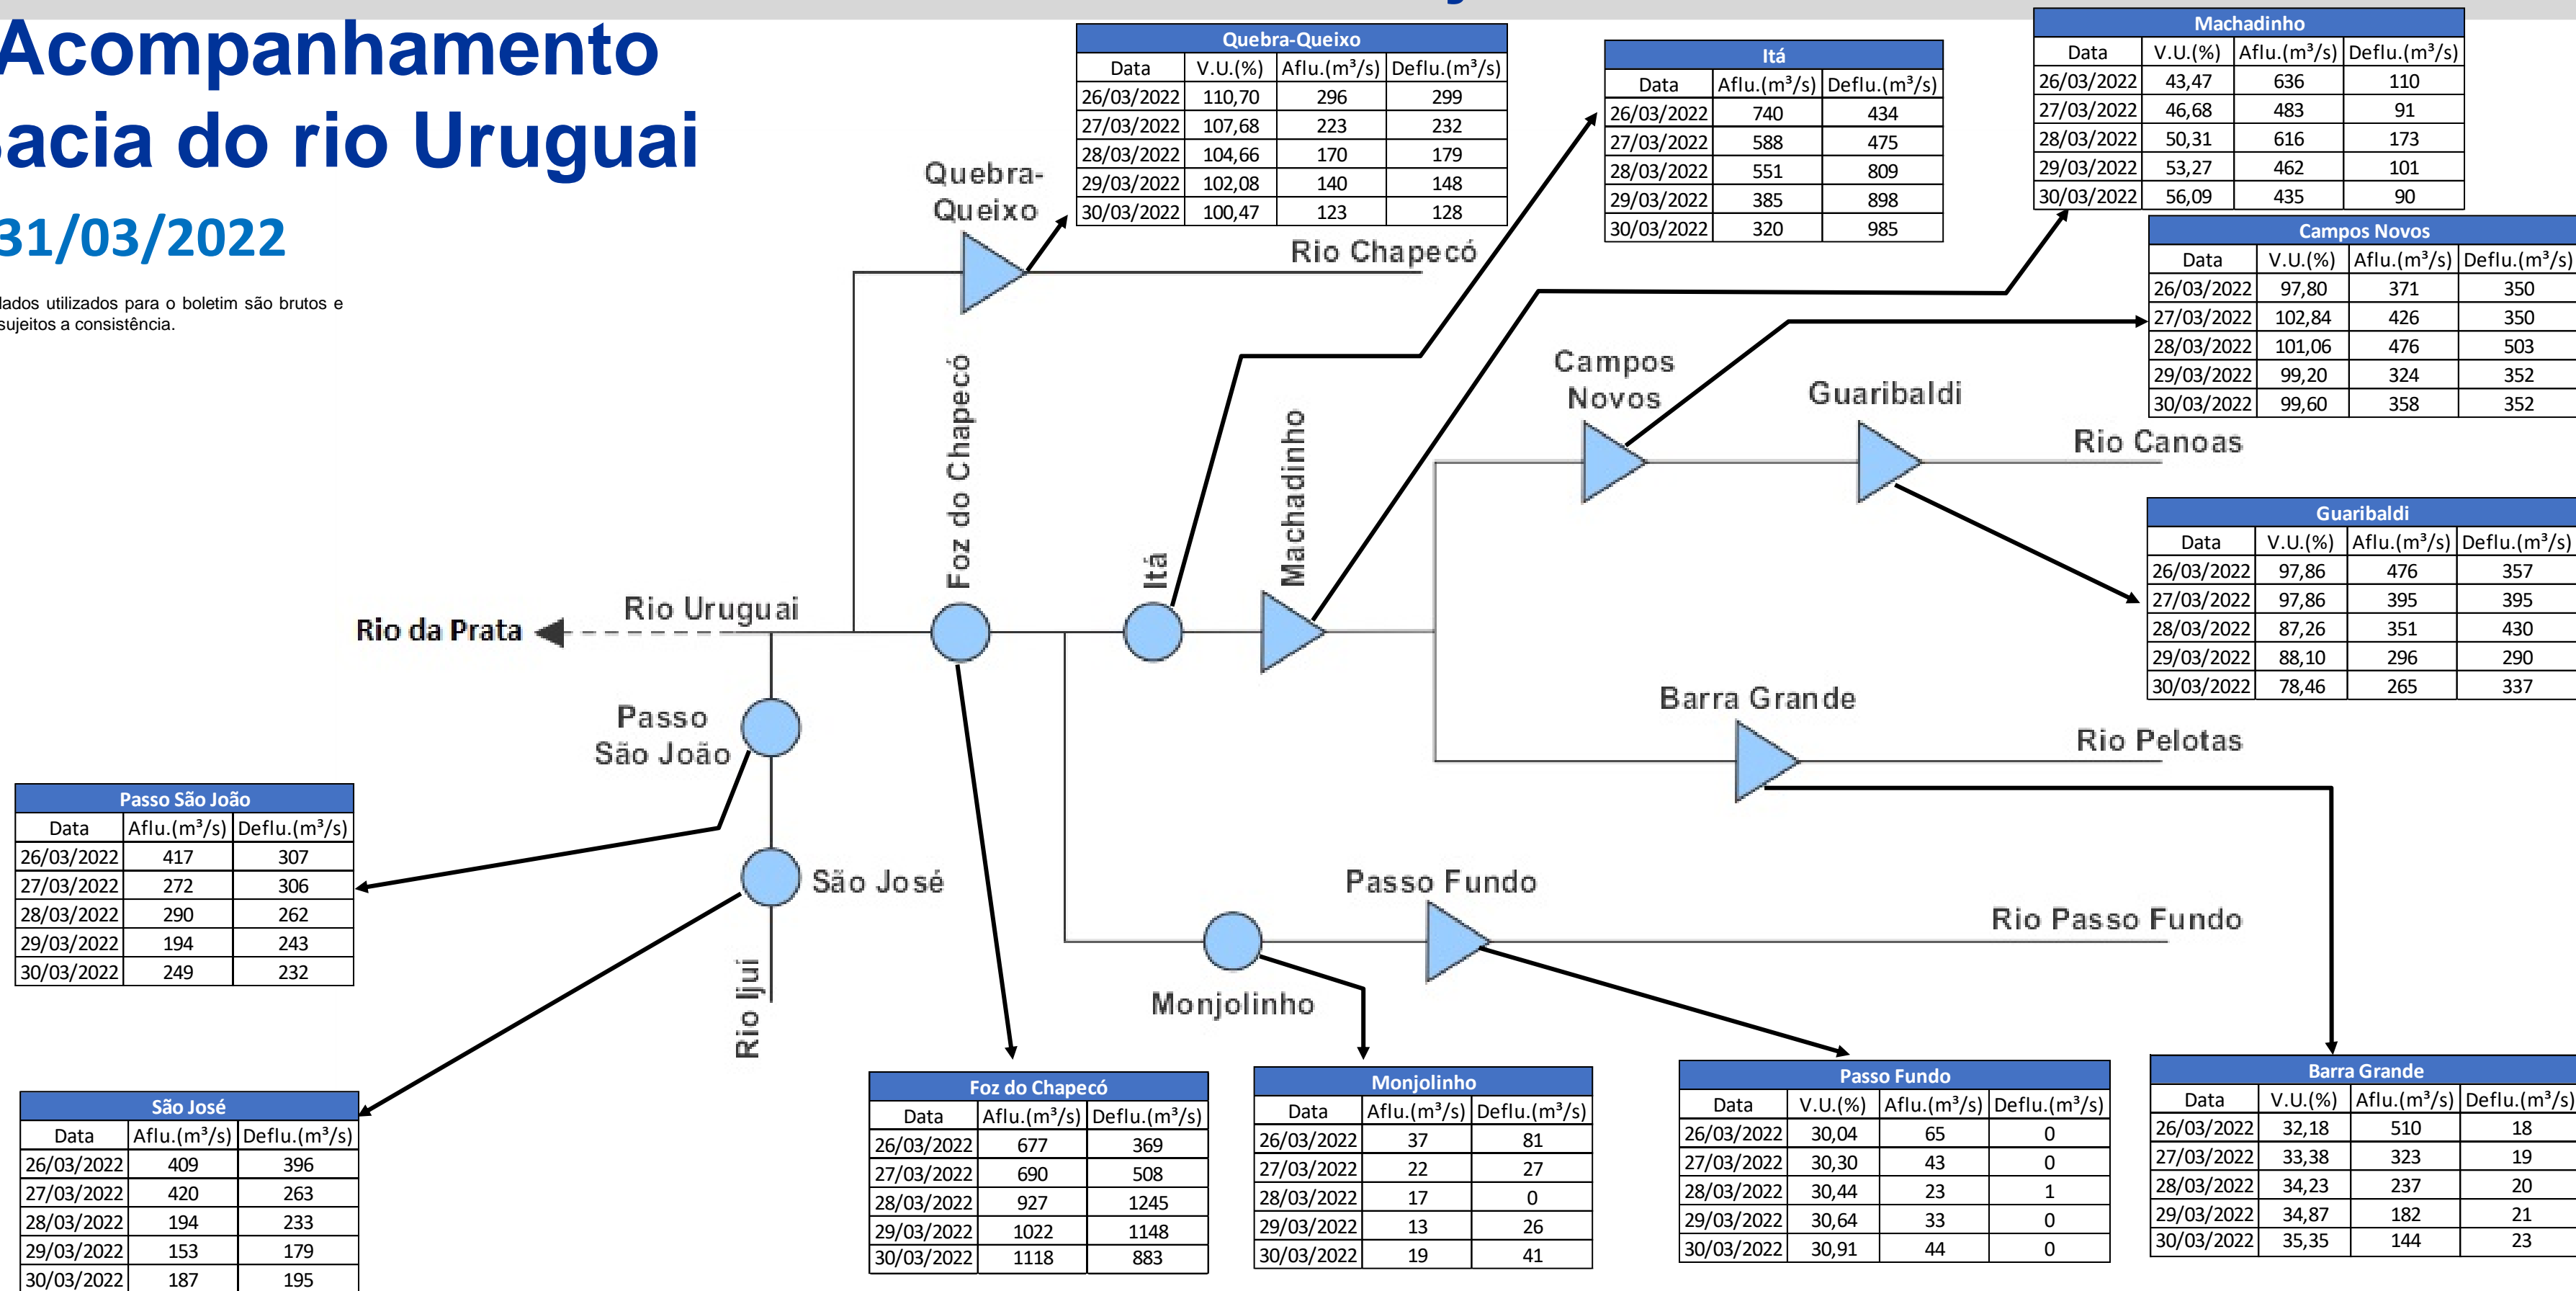 Acompanhamento
acia do rio Uruguai
31/03/2022
dados utilizados para o boletim são brutos e
sujeitos a consistência.
Quebra-Queixo
Data V.U.(%) Aflu.(m³/s) Deflu.(m³/s)
26/03/2022 110,70 296 299
27/03/2022 107,68 223 232
28/03/2022 104,66 170 179
29/03/2022 102,08 140 148
30/03/2022 100,47 123 128
Itá
Data Aflu.(m³/s) Deflu.(m³/s)
26/03/2022 740 434
27/03/2022 588 475
28/03/2022 551 809
29/03/2022 385 898
30/03/2022 320 985
Machadinho
Data V.U.(%) Aflu.(m³/s) Deflu.(m³/s)
26/03/2022 43,47 636 110
27/03/2022 46,68 483 91
28/03/2022 50,31 616 173
29/03/2022 53,27 462 101
30/03/2022 56,09 435 90
Campos Novos
Data V.U.(%) Aflu.(m³/s) Deflu.(m³/s)
26/03/2022 97,80 371 350
27/03/2022 102,84 426 350
28/03/2022 101,06 476 503
29/03/2022 99,20 324 352
30/03/2022 99,60 358 352
Quebra-
Queixo
Rio Chapecó
Foz do Chapecó
Itá
Machadinho
Campos
Novos
Guaribaldi
Rio Canoas
Guaribaldi
Data V.U.(%) Aflu.(m³/s) Deflu.(m³/s)
26/03/2022 97,86 476 357
27/03/2022 97,86 395 395
28/03/2022 87,26 351 430
29/03/2022 88,10 296 290
30/03/2022 78,46 265 337
Rio da Prata
Rio Uruguai
Barra Grande
Rio Pelotas
Passo
São João
São José
Rio Ijuí
Passo Fundo
Rio Passo Fundo
Monjolinho
Passo São João
Data Aflu.(m³/s) Deflu.(m³/s)
26/03/2022 417 307
27/03/2022 272 306
28/03/2022 290 262
29/03/2022 194 243
30/03/2022 249 232
São José
Data Aflu.(m³/s) Deflu.(m³/s)
26/03/2022 409 396
27/03/2022 420 263
28/03/2022 194 233
29/03/2022 153 179
30/03/2022 187 195
Foz do Chapecó
Data Aflu.(m³/s) Deflu.(m³/s)
26/03/2022 677 369
27/03/2022 690 508
28/03/2022 927 1245
29/03/2022 1022 1148
30/03/2022 1118 883
Monjolinho
Data Aflu.(m³/s) Deflu.(m³/s)
26/03/2022 37 81
27/03/2022 22 27
28/03/2022 17 0
29/03/2022 13 26
30/03/2022 19 41
Passo Fundo
Data V.U.(%) Aflu.(m³/s) Deflu.(m³/s)
26/03/2022 30,04 65 0
27/03/2022 30,30 43 0
28/03/2022 30,44 23 1
29/03/2022 30,64 33 0
30/03/2022 30,91 44 0
Barra Grande
Data V.U.(%) Aflu.(m³/s) Deflu.(m³/s)
26/03/2022 32,18 510 18
27/03/2022 33,38 323 19
28/03/2022 34,23 237 20
29/03/2022 34,87 182 21
30/03/2022 35,35 144 23